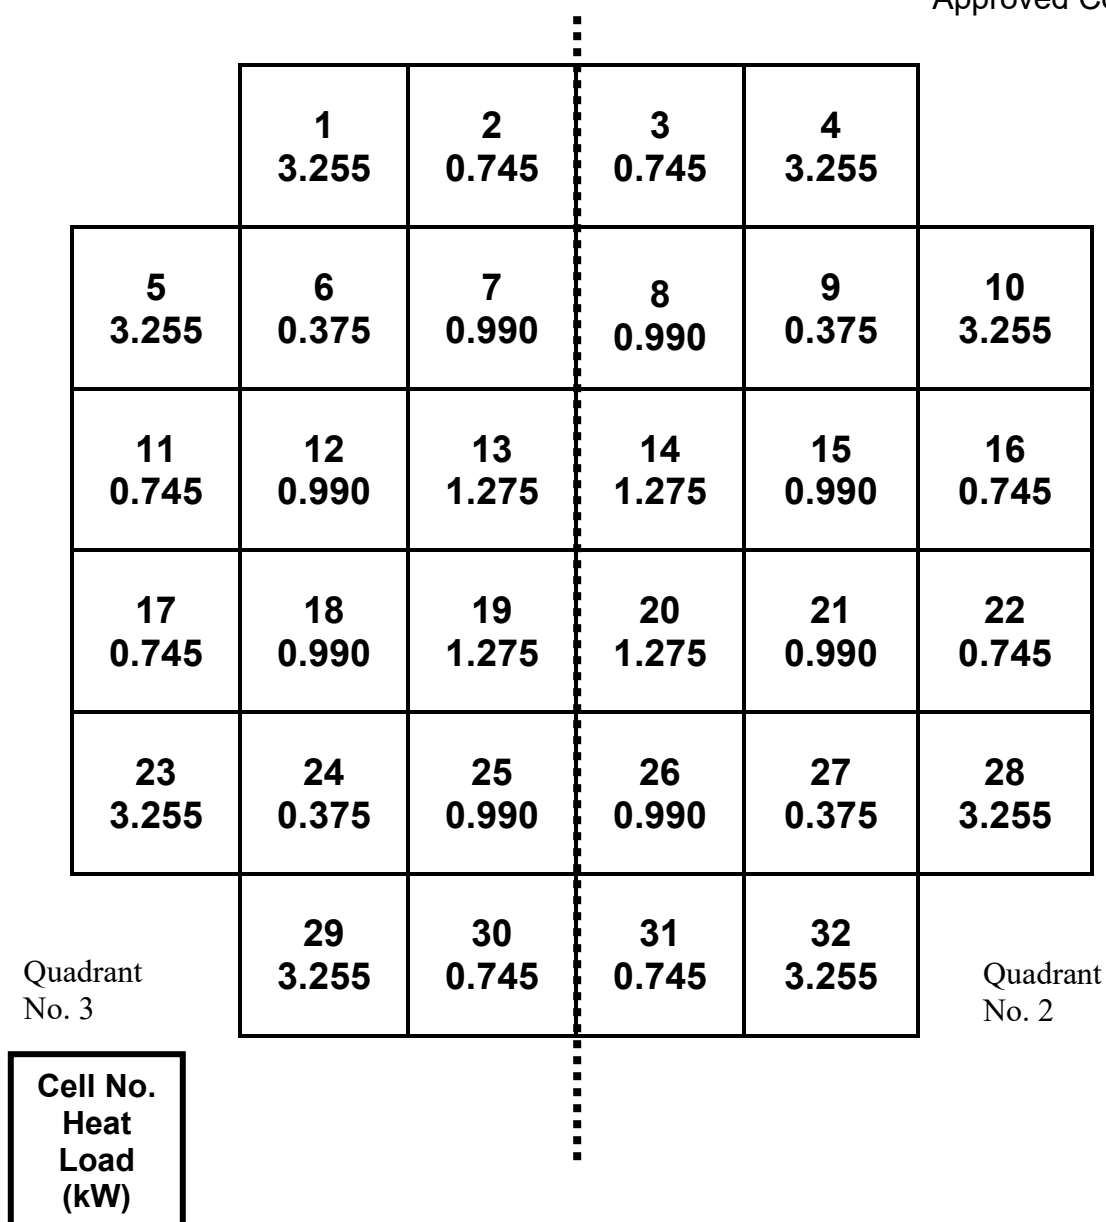 Approved
1 2 3 4
3.255 0.745 0.745 3.255
5 6 7 8 9 10
3.255 0.375 0.990 0.990 0.375 3.255
11 12 13 14 15 16
0.745 0.990 1.275 1.275 0.990 0.745
17 18 19 20 21 22
0.745 0.990 1.275 1.275 0.990 0.745
23 24 25 26 27 28
3.255 0.375 0.990 0.990 0.375 3.255
29 30 31 32
3.255 0.745 0.745 3.255
Quadrant
No. 3
Quadrant
No. 2
Cell No.
Heat
Load
(kW)